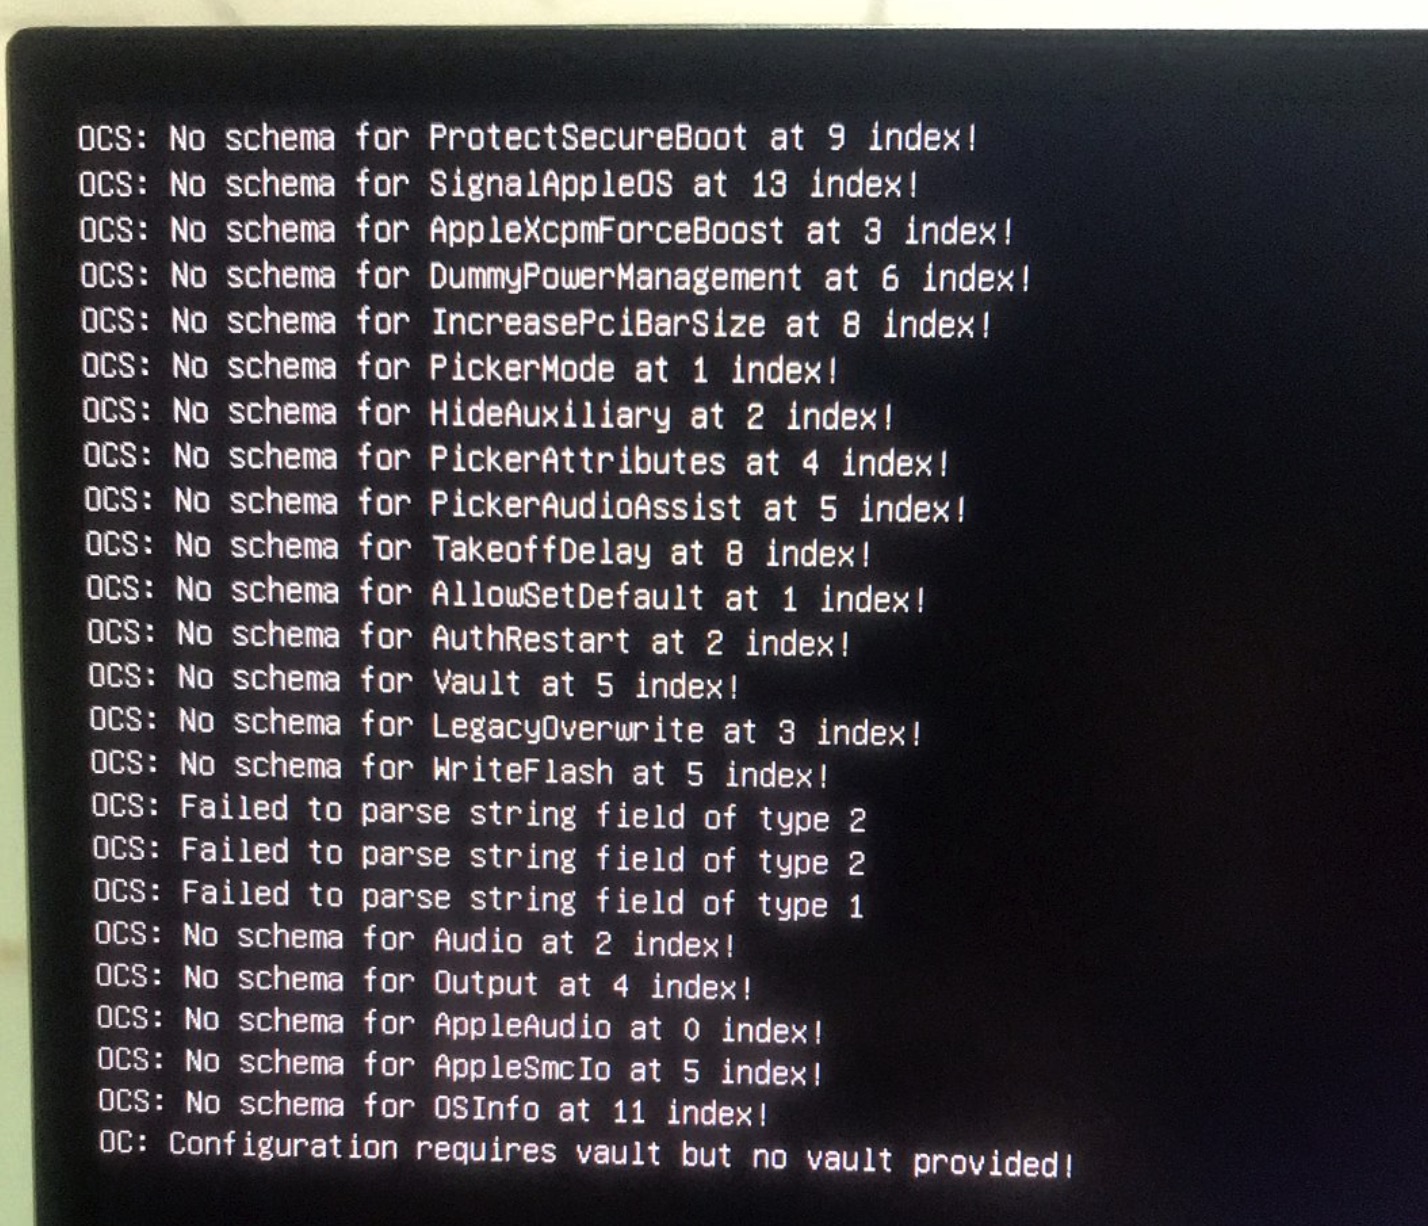 OCS: No schema for ProtectSecureBoot at 9 index!
OCS: No schema for SignalAppleOS at 13 index!
OCS: No schema for AppleXcpmForceBoost at 3 index!
OCS: No schema for DummyPowerManagement at 6 index!
OCS: No schema for IncreasePciBarSize at 8 index!
OCS: No schema for PickerMode at 1 index!
OCS: No schema for HideAuxiliary at 2 index!
OCS: No schema for PickerAttributes at 4 index!
OCS: No schema for PickerAudioAssist at 5 index!
OCS: No schema for TakeoffDelay at 8 index!
OCS: No schema for AllowSetDefault at 1 index!
OCS: No schema for AuthRestart at 2 index!
OCS: No schema for Vault at 5 index!
OCS: No schema for LegacyOverwrite at 3 index!
OCS: No schema for WriteFlash at 5 index!
OCS: Failed to parse string field of type 2
OCS: Failed to parse string field of type 2
OCS: Failed to parse string field of type 1
OCS: No schema for Audio at 2 index!
OCS: No schema for Output at 4 index!
OCS: No schema for AppleAudio at 0 index!
OCS: No schema for AppleSmcIo at 5 index!
OCS: No schema for OSInfo at 11 index!
OC: Configuration requires vault but no vault provided!